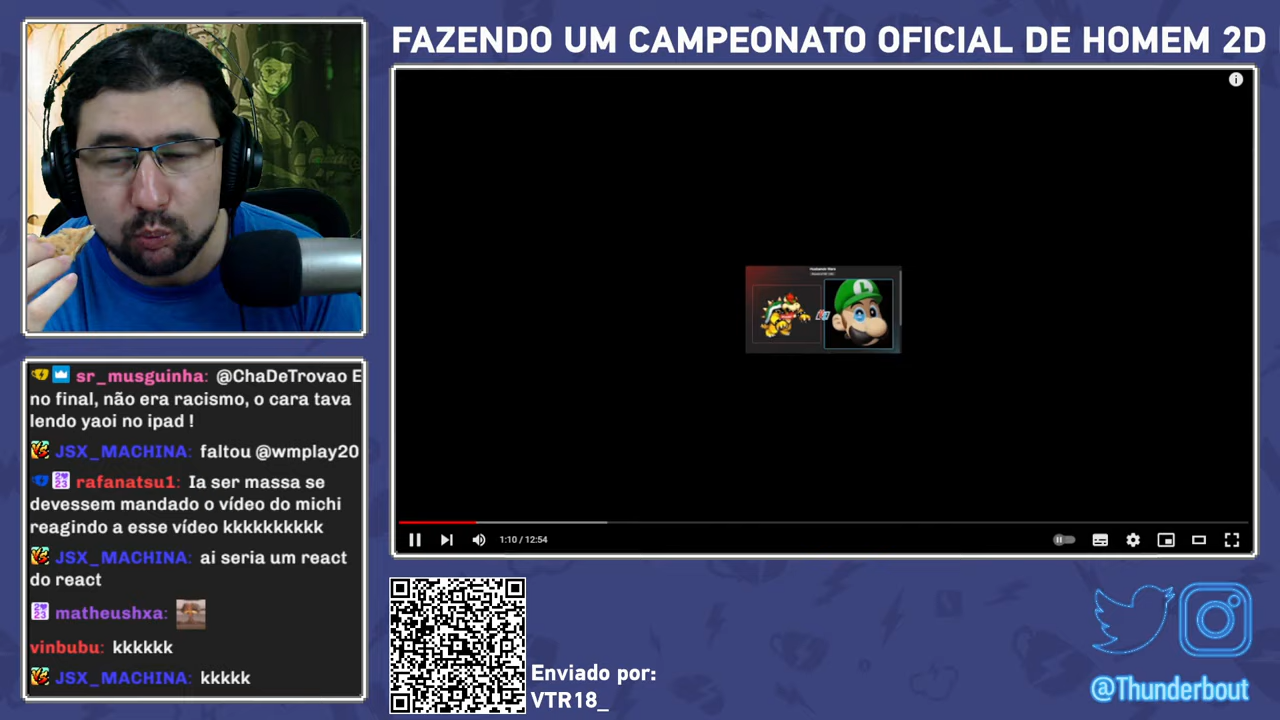 FAZENDO UM CAMPEONATO OFICIAL DE HOMEM 2D
sr_musguinha: @ChaDeTrovao E
no final, não era racismo, o cara tava
lendo yaoi no ipad !
JSX_MACHINA: faltou @wmplay20
rafanatsu1: Ia ser massa se
devessem mandado o vídeo do michi
reagindo a esse vídeo kkkkkkkkkk
JSX_MACHINA: ai seria um react
do react
matheushxa:
vinbubu: kkkkkk
JSX_MACHINA: kkkkk
L
1:10 / 12:54
Enviado por:
VTR18_
@Thunderbout